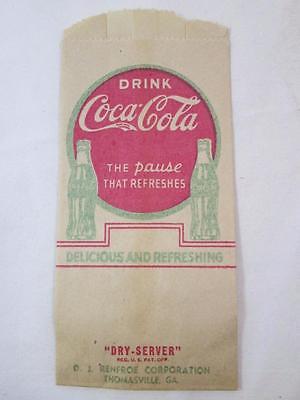 DRINK
Coca-Cola
THE pause
THAT REFRESHES
DELICIOUS AND REFRESHING
"DRY-SERVER"
REG. U.S. PAT. OFF.
O. J. RENFROE CORPORATION
THOMASVILLE, GA.